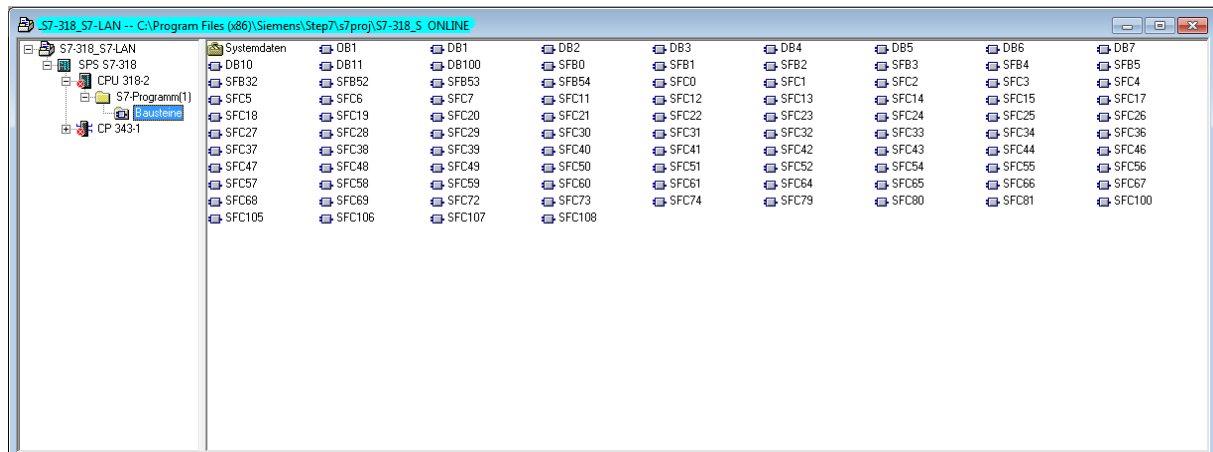 S7-318_S7-LAN -- C:\Program Files (x86)\Siemens\Step7\s7proj\S7-318_S ONLINE
S7-318_S7-LAN
SPS S7-318
CPU 318-2
S7-Programm(1)
Bausteine
CP 343-1
Systemdaten OB1 DB1 DB2 DB3 DB4 DB5 DB6 DB7
DB10 DB11 DB100 SFB0 SFB1 SFB2 SFB3 SFB4 SFB5
SFB32 SFB52 SFB53 SFB54 SFC0 SFC1 SFC2 SFC3 SFC4
SFC5 SFC6 SFC7 SFC11 SFC12 SFC13 SFC14 SFC15 SFC17
SFC18 SFC19 SFC20 SFC21 SFC22 SFC23 SFC24 SFC25 SFC26
SFC27 SFC28 SFC29 SFC30 SFC31 SFC32 SFC33 SFC34 SFC36
SFC37 SFC38 SFC39 SFC40 SFC41 SFC42 SFC43 SFC44 SFC46
SFC47 SFC48 SFC49 SFC50 SFC51 SFC52 SFC54 SFC55 SFC56
SFC57 SFC58 SFC59 SFC60 SFC61 SFC64 SFC65 SFC66 SFC67
SFC68 SFC69 SFC72 SFC73 SFC74 SFC79 SFC80 SFC81 SFC100
SFC105 SFC106 SFC107 SFC108